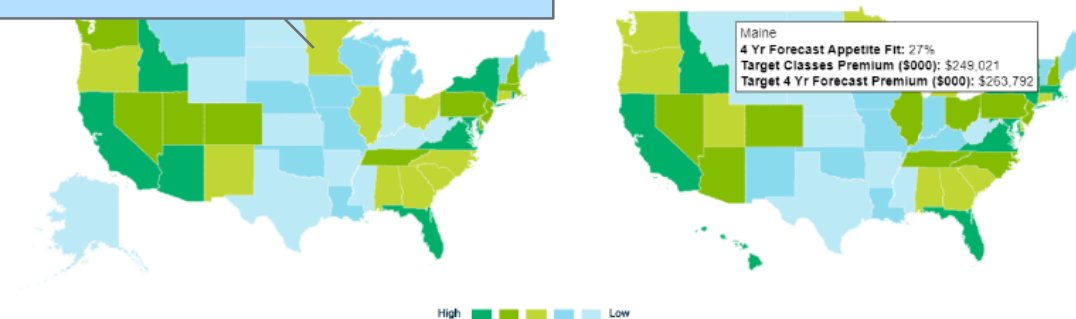 Maine
4 Yr Forecast Appetite Fit: 27%
Target Classes Premium ($000): $249,021
Target 4 Yr Forecast Premium ($000): $263,792
High Low